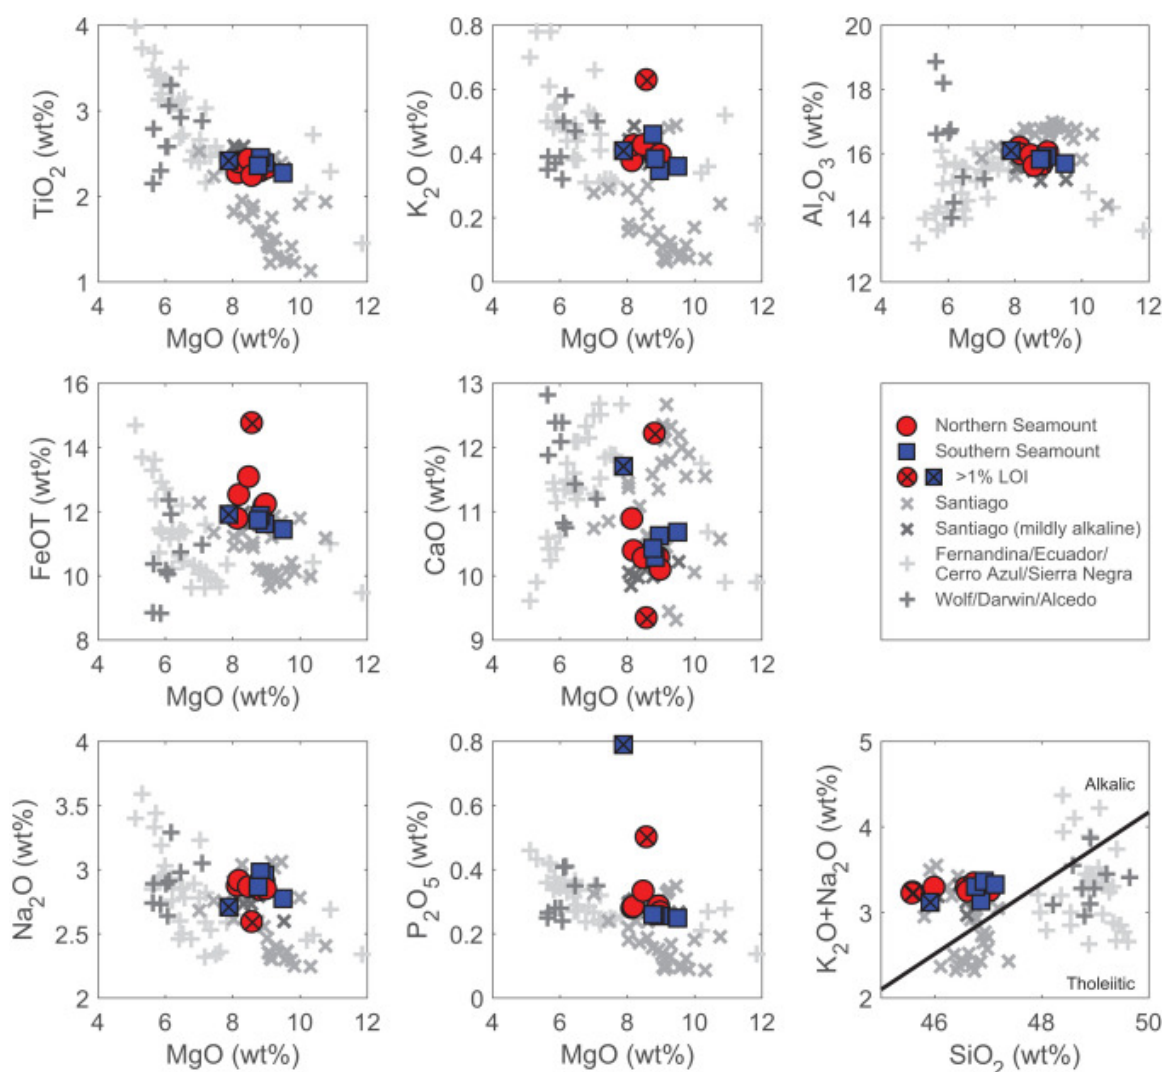 4
3
2
1
TiO₂ (wt%)
4 6 8 10 12
MgO (wt%)
0.8
0.6
0.4
0.2
0
K₂O (wt%)
4 6 8 10 12
MgO (wt%)
20
18
16
14
12
Al₂O₃ (wt%)
4 6 8 10 12
MgO (wt%)
16
14
12
10
8
FeOT (wt%)
4 6 8 10 12
MgO (wt%)
13
12
11
10
9
CaO (wt%)
4 6 8 10 12
MgO (wt%)
Northern Seamount
Southern Seamount
>1% LOI
Santiago
Santiago (mildly alkaline)
Fernandina/Ecuador/
Cerro Azul/Sierra Negra
Wolf/Darwin/Alcedo
4
3.5
3
2.5
2
Na₂O (wt%)
4 6 8 10 12
MgO (wt%)
0.8
0.6
0.4
0.2
0
P₂O₅ (wt%)
4 6 8 10 12
MgO (wt%)
5
4
3
2
K₂O+Na₂O (wt%)
Alkalic
Tholeiitic
46 48 50
SiO₂ (wt%)